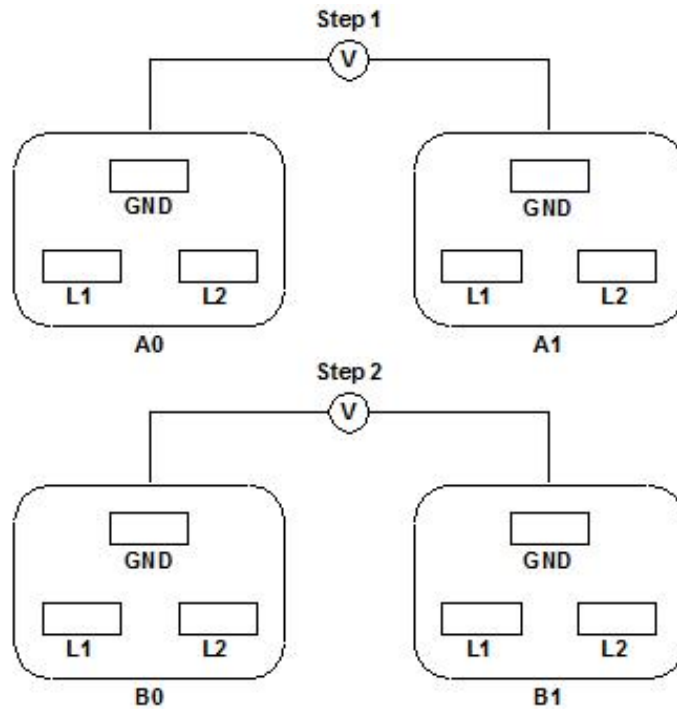 Step 1
V
GND GND
L1 L2 L1 L2
A0 A1
Step 2
V
GND GND
L1 L2 L1 L2
B0 B1